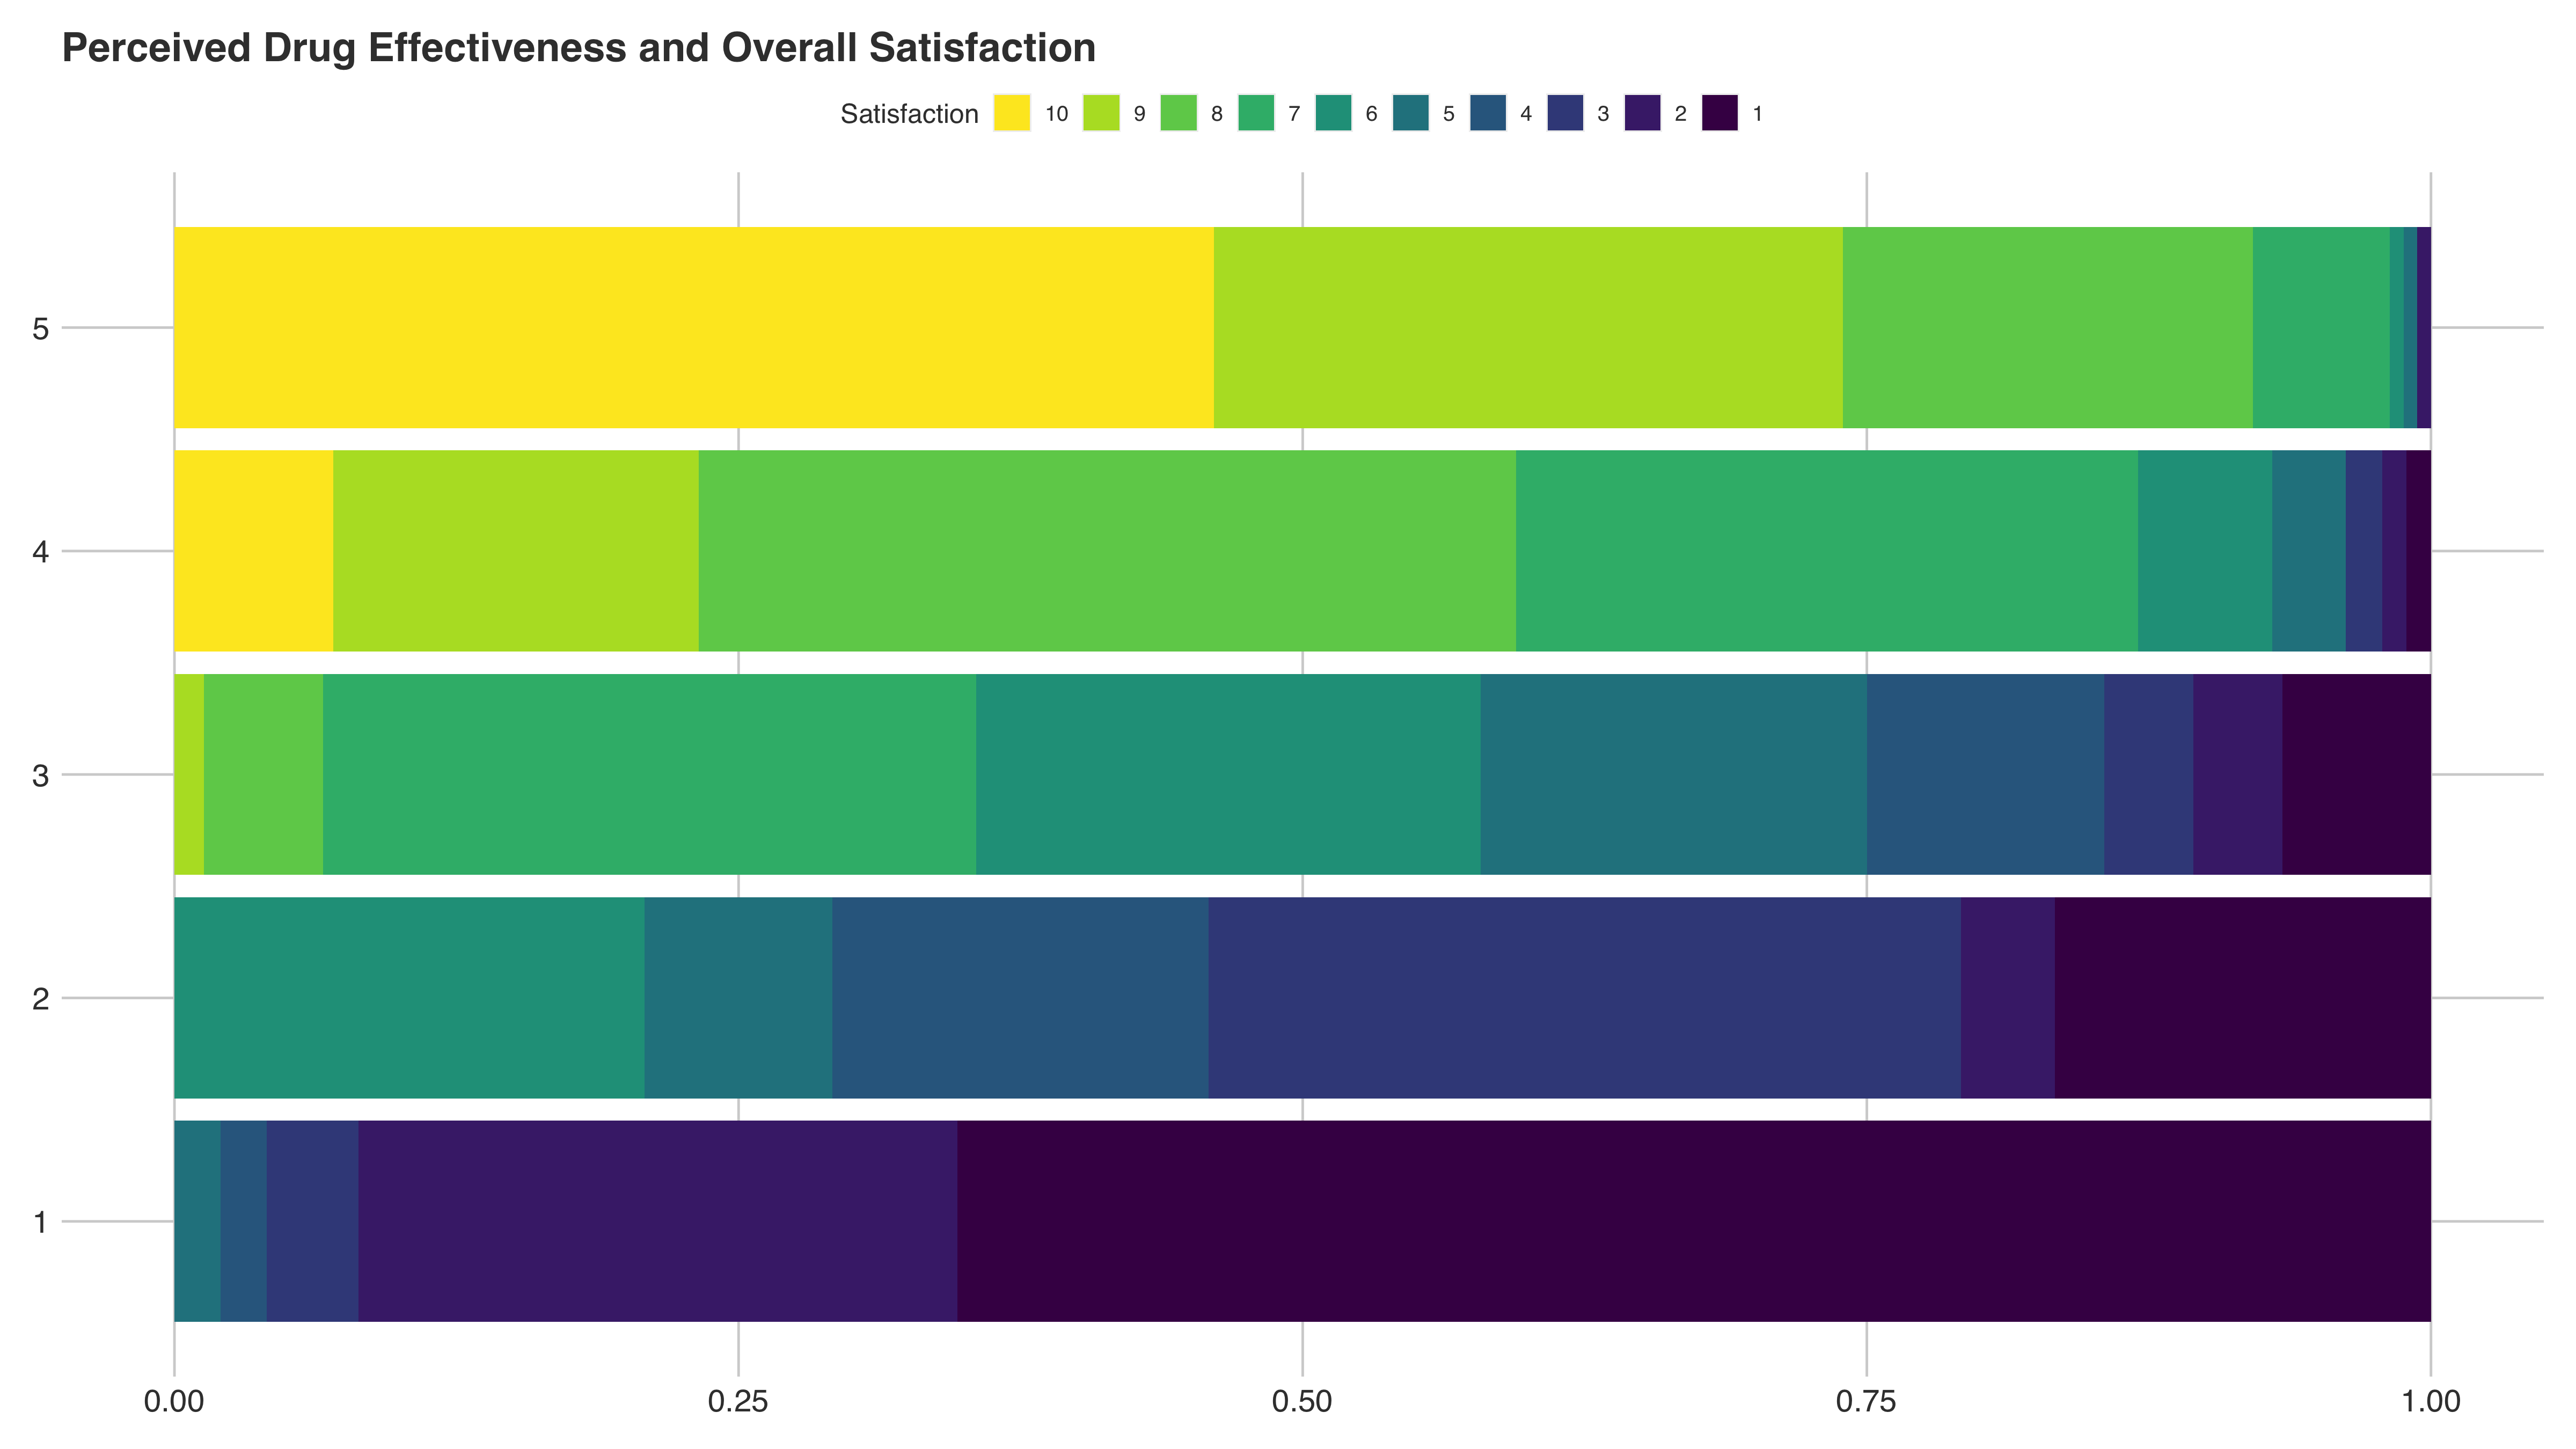 Perceived Drug Effectiveness and Overall Satisfaction
Satisfaction 10 9 8 7 6 5 4 3 2 1
5
4
3
2
1
0.00 0.25 0.50 0.75 1.00